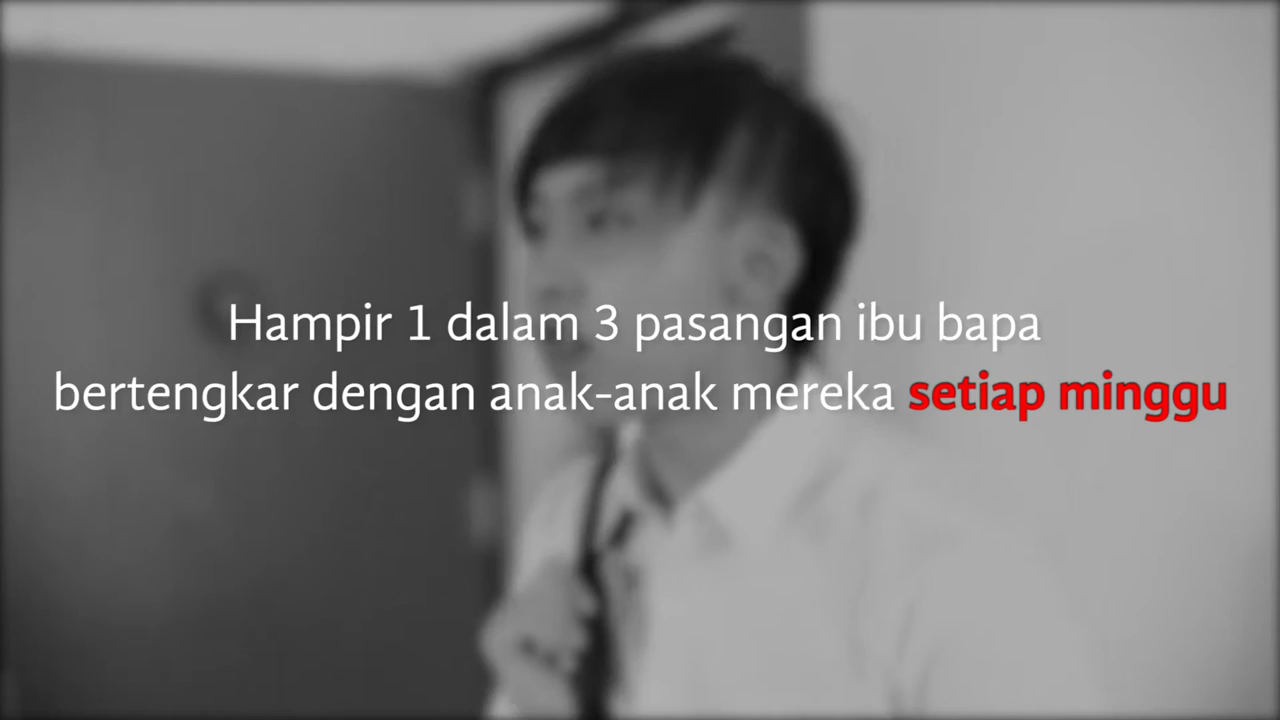 Hampir 1 dalam 3 pasangan ibu bapa
bertengkar dengan anak-anak mereka setiap minggu